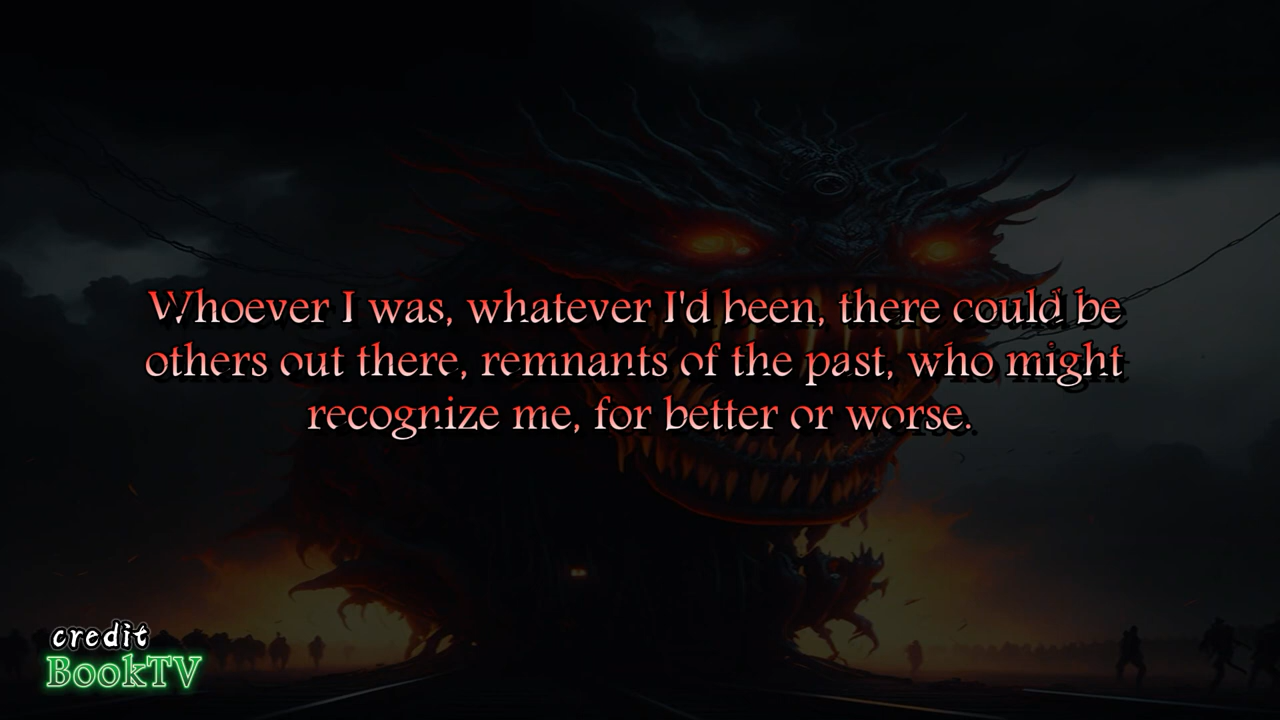 Whoever I was, whatever I'd been, there could be
others out there, remnants of the past, who might
recognize me, for better or worse.
credit
BookTV